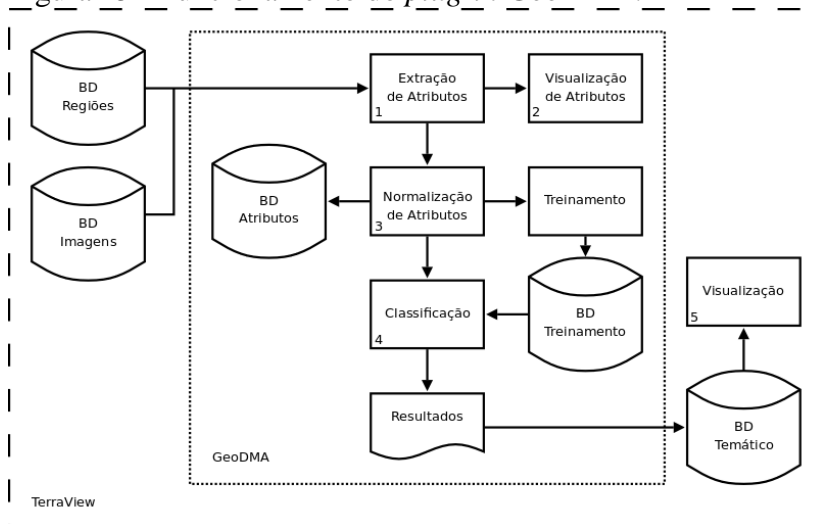 BD
Regiões
Extração
de Atributos
1
Visualização
de Atributos
2
BD
Imagens
BD
Atributos
Normalização
de Atributos
3
Treinamento
Classificação
4
BD
Treinamento
Visualização
5
Resultados
BD
Temático
GeoDMA
TerraView